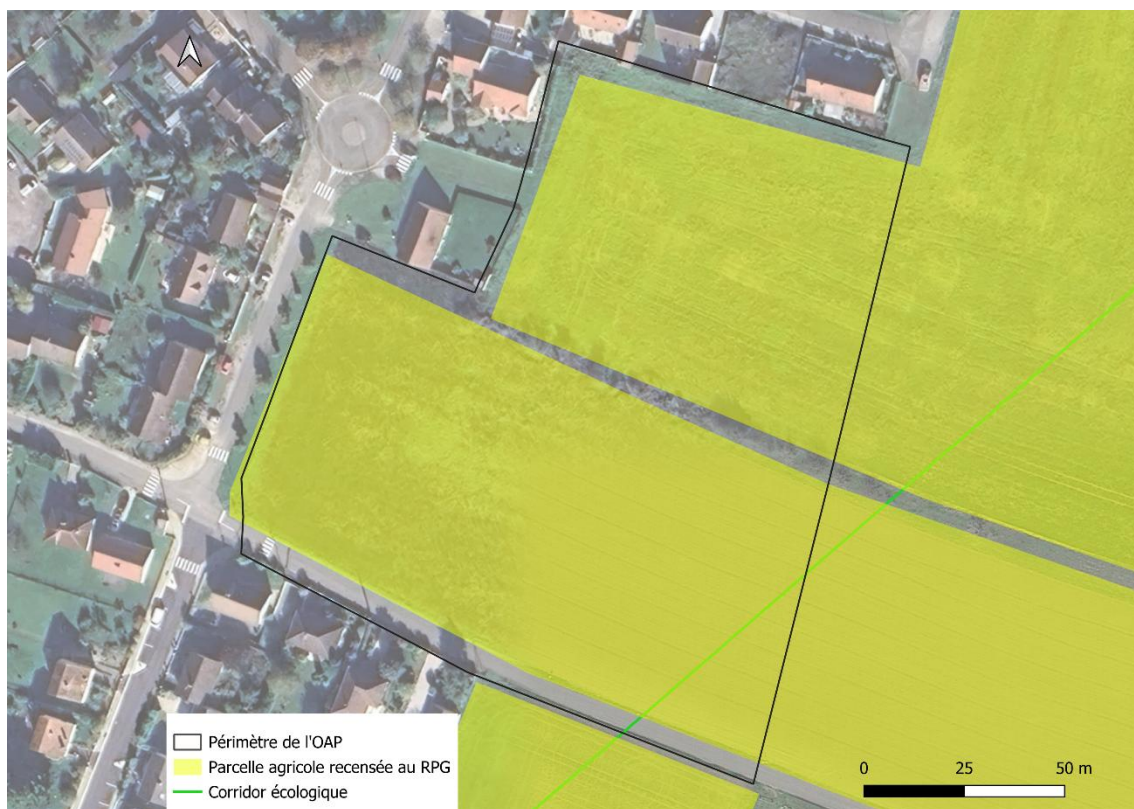 Périmètre de l'OAP
Parcelle agricole recensée au RPG
Corridor écologique
0 25 50 m